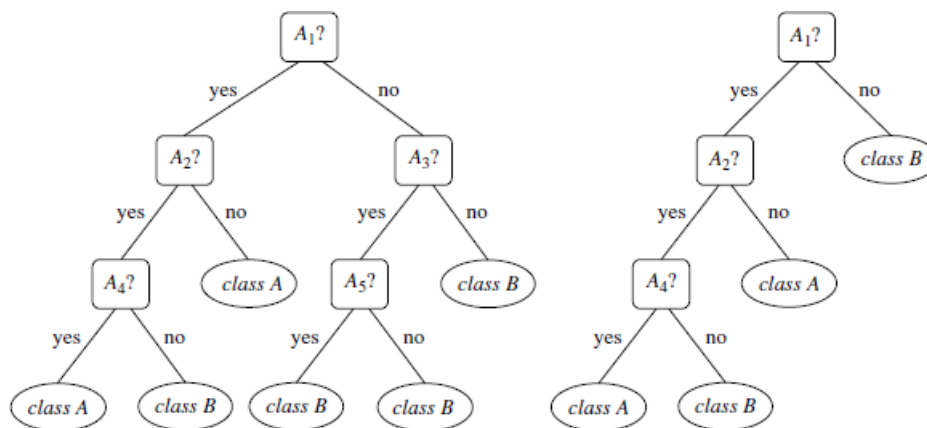 A1? A1?
yes no yes no
A2? A3? A2? class B
yes no yes no yes no
A4? class A A5? class B A4? class A
yes no yes no yes no
class A class B class B class B class A class B